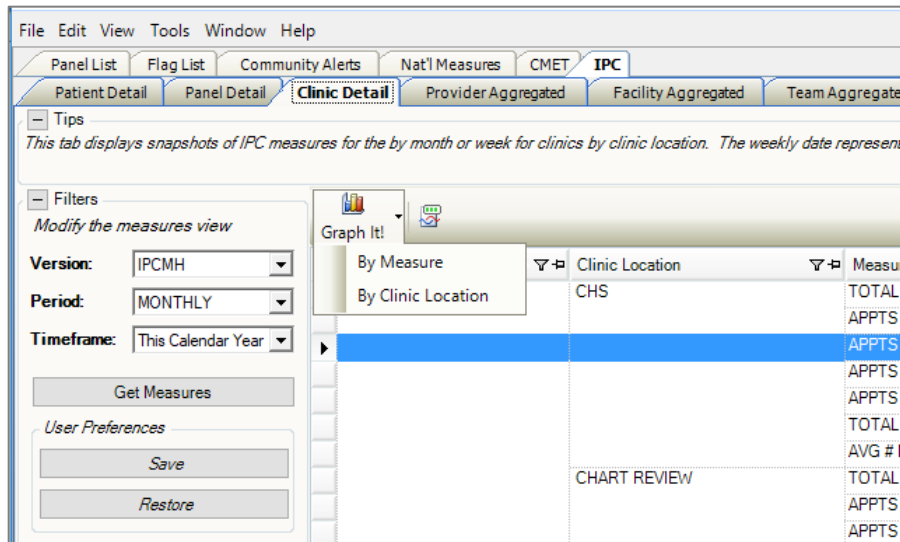 File Edit View Tools Window Help
Panel List Flag List Community Alerts Nat'l Measures CMET IPC
Patient Detail Panel Detail Clinic Detail Provider Aggregated Facility Aggregated Team Aggregate
Tips
This tab displays snapshots of IPC measures for the by month or week for clinics by clinic location. The weekly date represent
Filters
Modify the measures view
Version: IPCMH
Period: MONTHLY
Timeframe: This Calendar Year
Get Measures
User Preferences
Save
Restore
Graph It!
By Measure
By Clinic Location
Clinic Location Measu
CHS TOTAL
APPTS
APPTS
APPTS
APPTS
TOTAL
AVG #
CHART REVIEW TOTAL
APPTS
APPTS